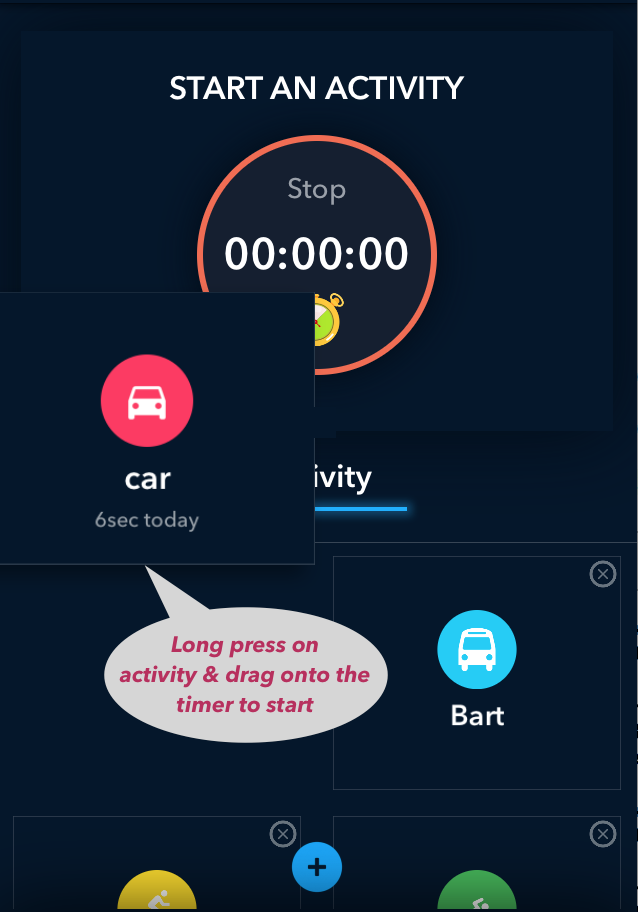 START AN ACTIVITY
Stop
00:00:00
car
6sec today
ivity
Long press on
activity & drag onto the
timer to start
Bart
+